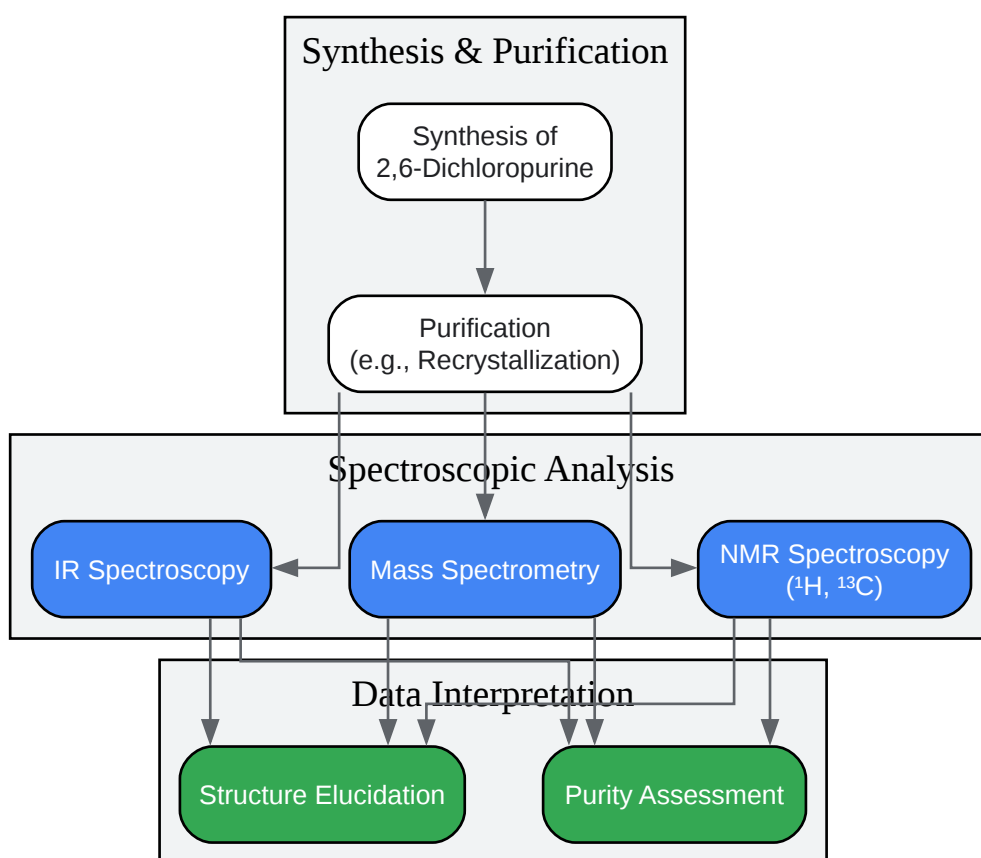 Synthesis & Purification
Synthesis of
2,6-Dichloropurine
Purification
(e.g., Recrystallization)
Spectroscopic Analysis
IR Spectroscopy
Mass Spectrometry
NMR Spectroscopy
(¹H, ¹³C)
Data Interpretation
Structure Elucidation
Purity Assessment